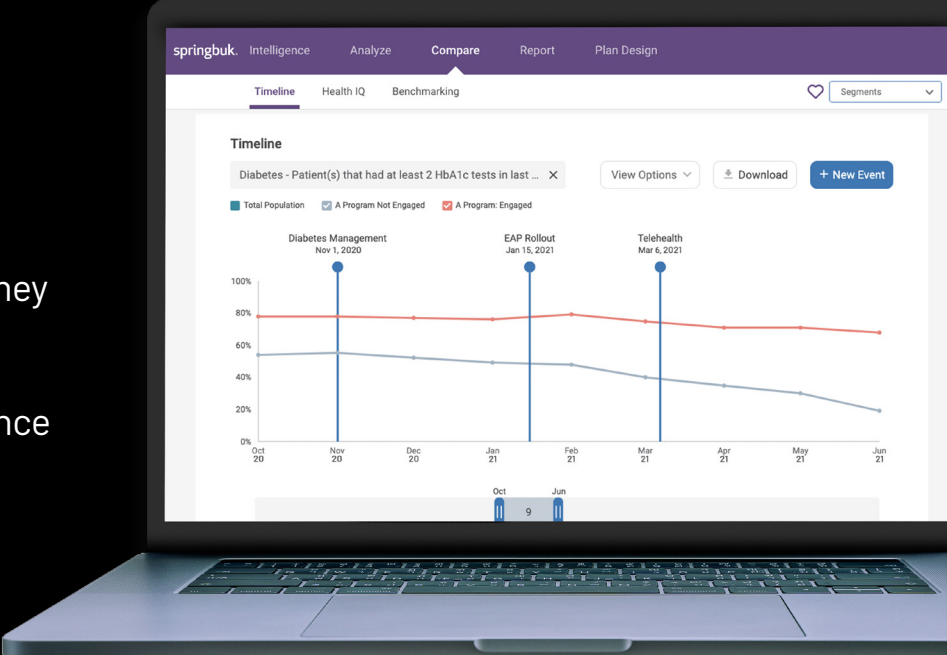 springbuk. Intelligence Analyze Compare Report Plan Design
Timeline Health IQ Benchmarking Segments
Timeline
Diabetes - Patient(s) that had at least 2 HbA1c tests in last ... ✕ View Options Download + New Event
Total Population A Program Not Engaged A Program: Engaged
Diabetes Management EAP Rollout Telehealth
Nov 1, 2020 Jan 15, 2021 Mar 6, 2021
100%
80%
60%
40%
20%
0%
Oct Nov Dec Jan Feb Mar Apr May Jun
20 20 20 21 21 21 21 21 21
Oct Jun
9